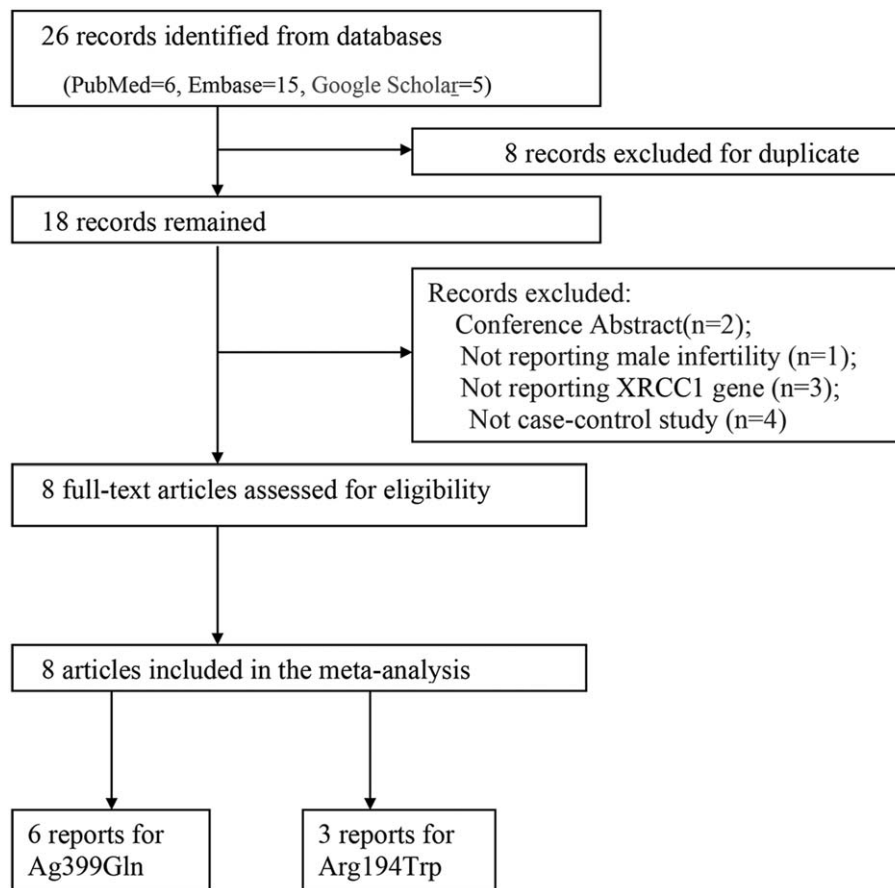 26 records identified from databases
(PubMed=6, Embase=15, Google Scholar=5)
8 records excluded for duplicate
18 records remained
Records excluded:
Conference Abstract(n=2);
Not reporting male infertility (n=1);
Not reporting XRCC1 gene (n=3);
Not case-control study (n=4)
8 full-text articles assessed for eligibility
8 articles included in the meta-analysis
6 reports for
Ag399Gln
3 reports for
Arg194Trp